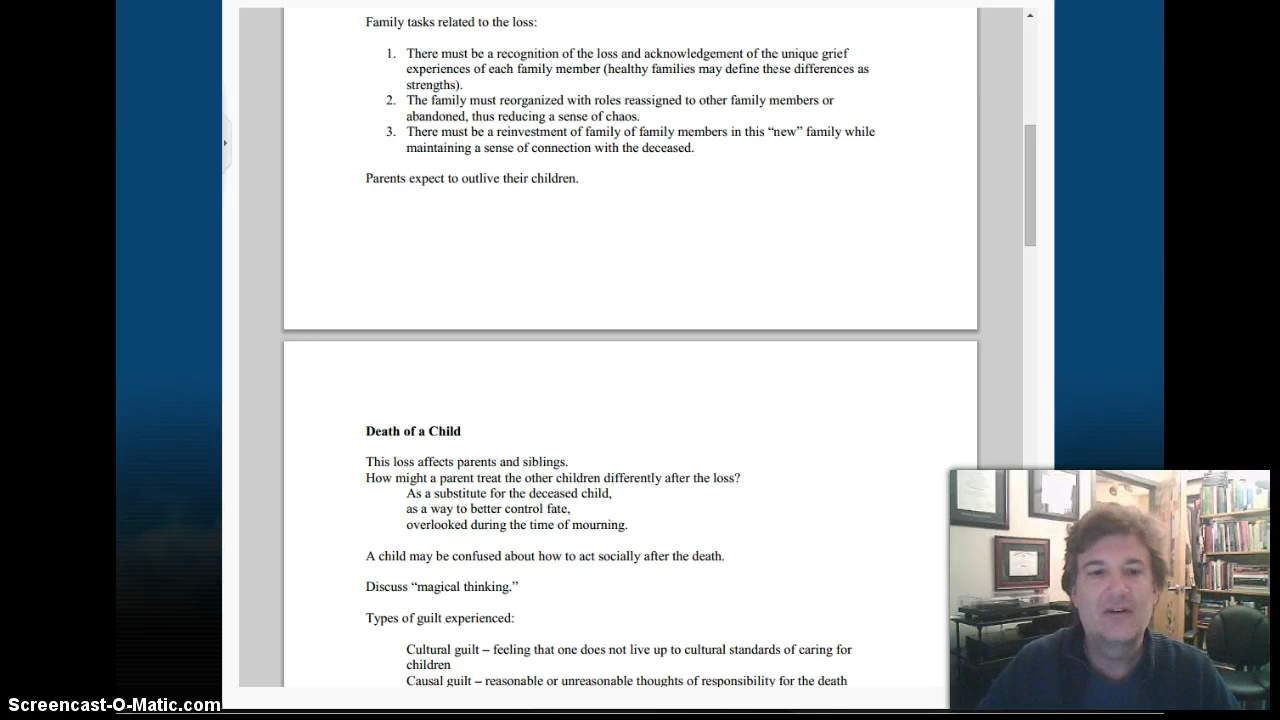 Family tasks related to the loss:
1. There must be a recognition of the loss and acknowledgement of the unique grief
experiences of each family member (healthy families may define these differences as
strengths).
2. The family must reorganized with roles reassigned to other family members or
abandoned, thus reducing a sense of chaos.
3. There must be a reinvestment of family of family members in this “new” family while
maintaining a sense of connection with the deceased.
Parents expect to outlive their children.
Death of a Child
This loss affects parents and siblings.
How might a parent treat the other children differently after the loss?
As a substitute for the deceased child,
as a way to better control fate,
overlooked during the time of mourning.
A child may be confused about how to act socially after the death.
Discuss “magical thinking.”
Types of guilt experienced:
Cultural guilt – feeling that one does not live up to cultural standards of caring for
children
Causal guilt – reasonable or unreasonable thoughts of responsibility for the death
Screencast-O-Matic.com